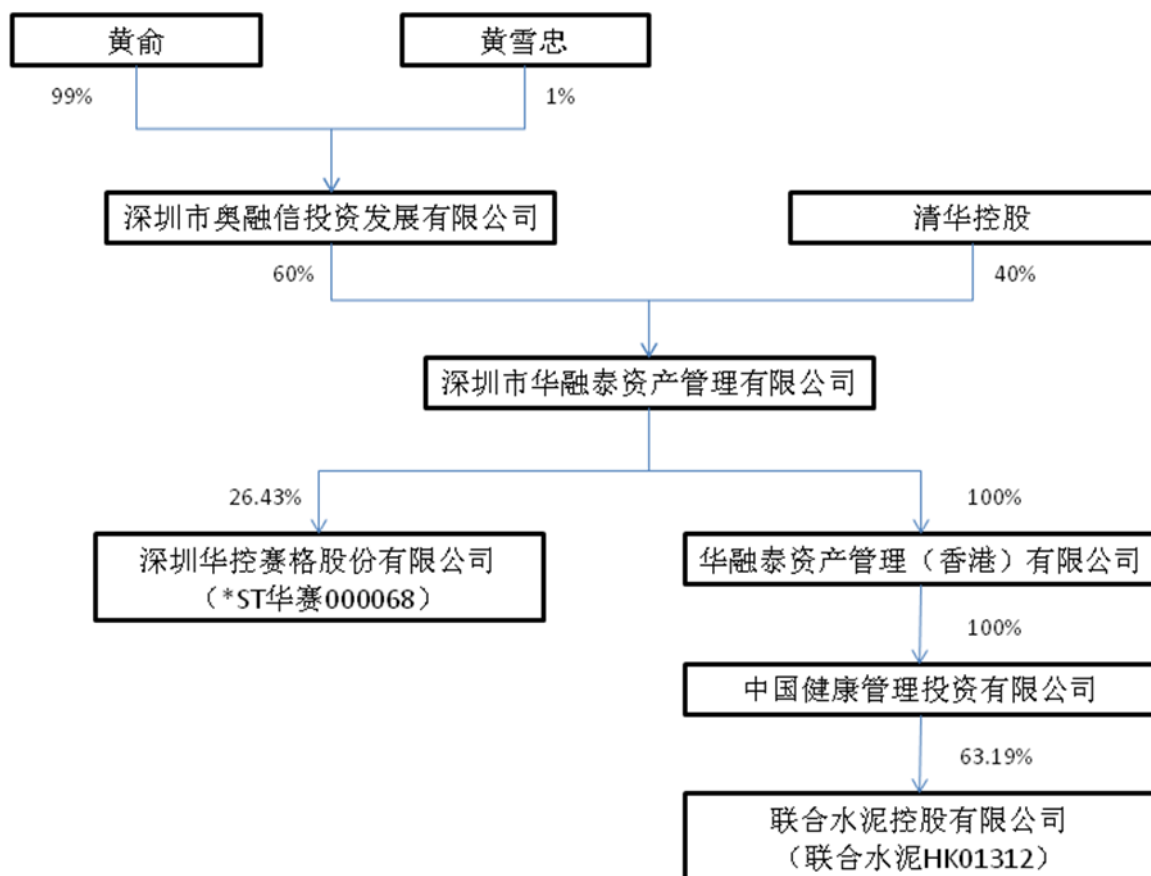 黄俞
黄雪忠
99%
1%
深圳市奥融信投资发展有限公司
清华控股
60%
40%
深圳市华融泰资产管理有限公司
26.43%
100%
深圳华控赛格股份有限公司
（*ST华赛000068）
华融泰资产管理（香港）有限公司
100%
中国健康管理投资有限公司
63.19%
联合水泥控股有限公司
（联合水泥HK01312）